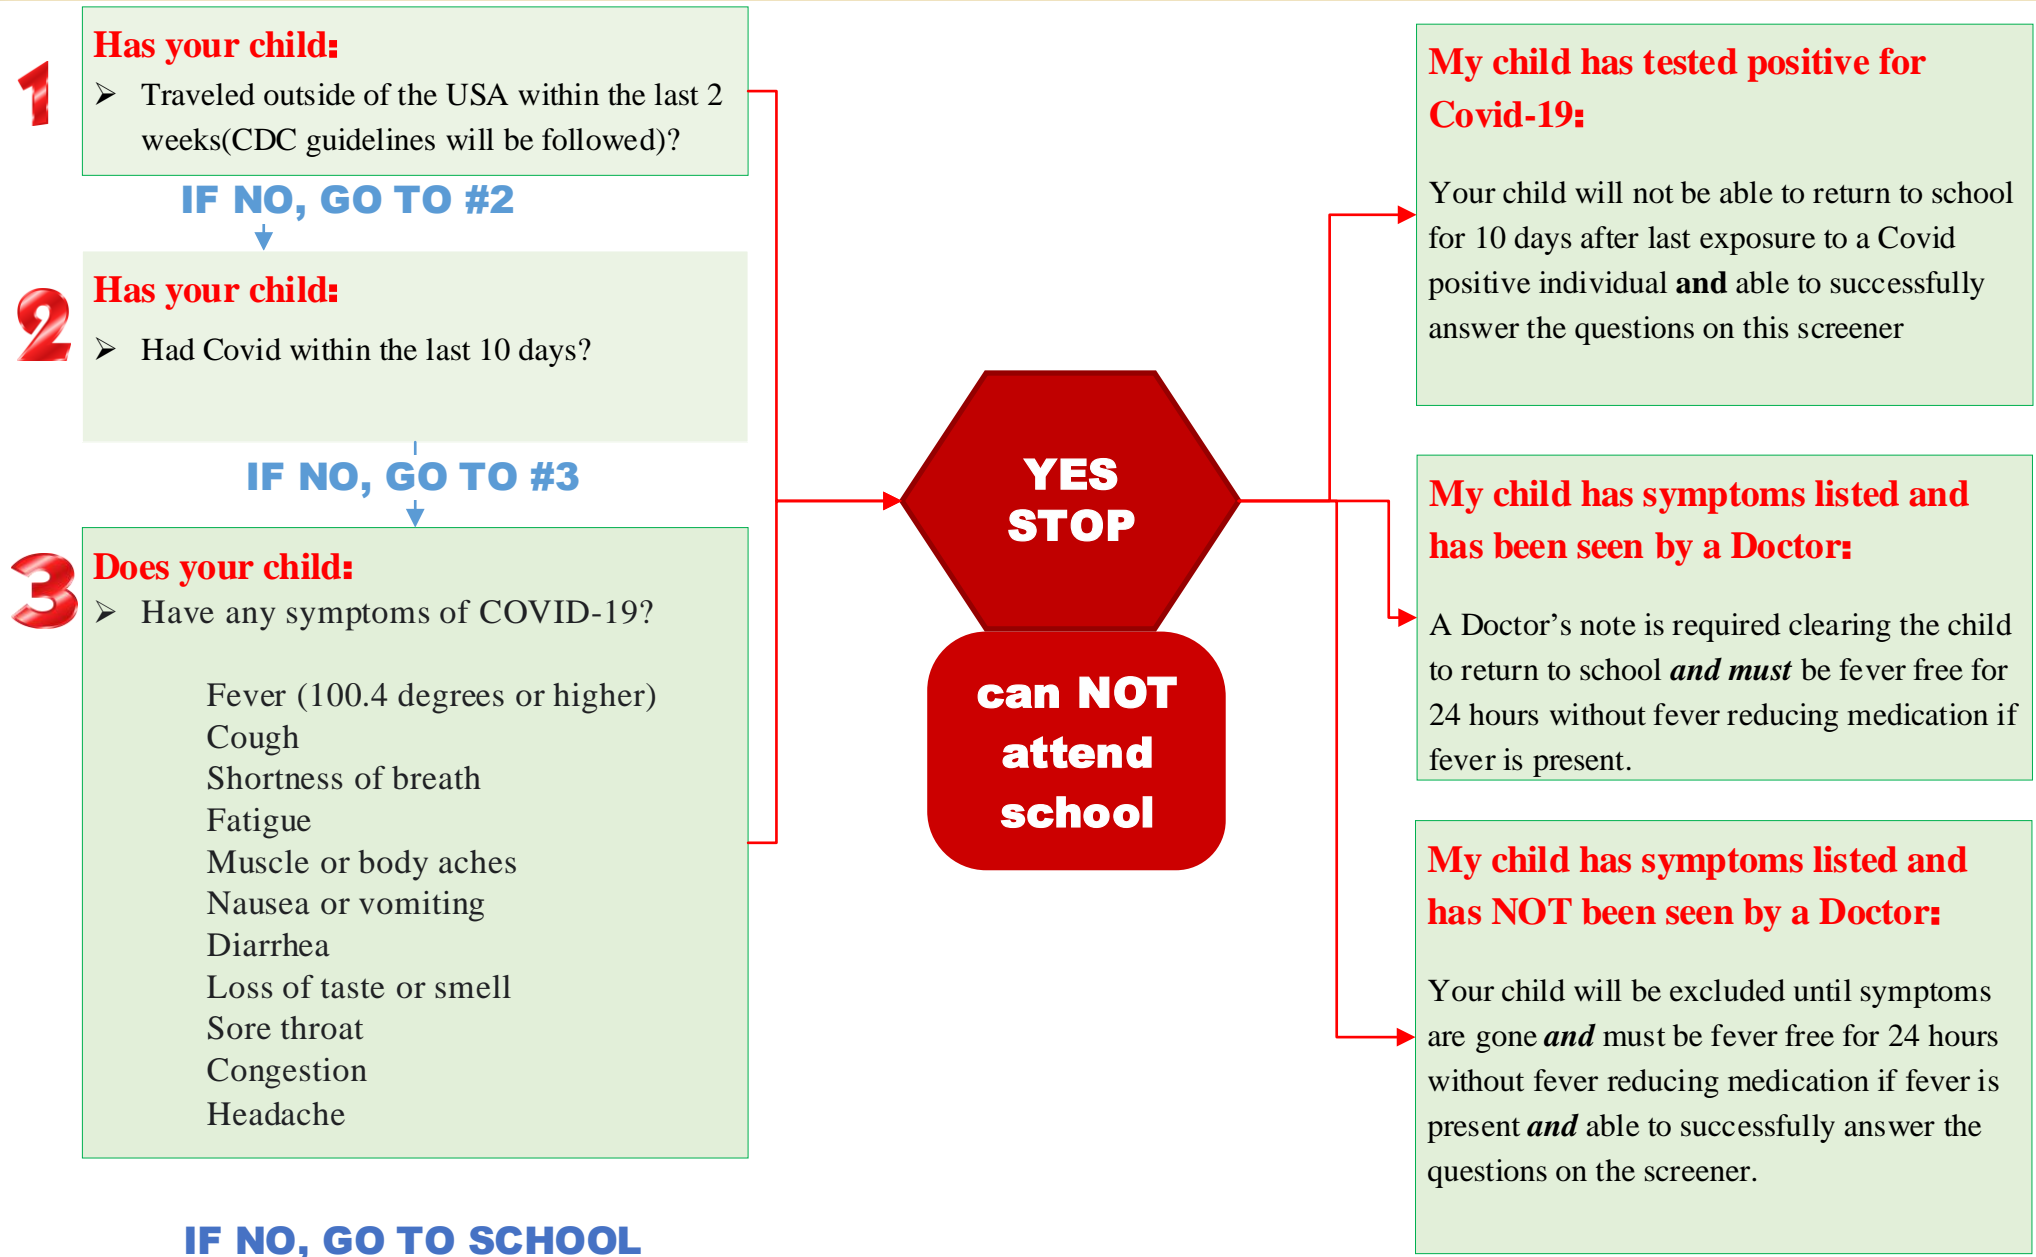 1
Has your child:
➢ Traveled outside of the USA within the last 2
weeks(CDC guidelines will be followed)?
IF NO, GO TO #2
2
Has your child:
➢ Had Covid within the last 10 days?
IF NO, GO TO #3
3
Does your child:
➢ Have any symptoms of COVID-19?
Fever (100.4 degrees or higher)
Cough
Shortness of breath
Fatigue
Muscle or body aches
Nausea or vomiting
Diarrhea
Loss of taste or smell
Sore throat
Congestion
Headache
IF NO, GO TO SCHOOL
YES
STOP
can NOT
attend
school
My child has tested positive for
Covid-19:
Your child will not be able to return to school
for 10 days after last exposure to a Covid
positive individual and able to successfully
answer the questions on this screener
My child has symptoms listed and
has been seen by a Doctor:
A Doctor’s note is required clearing the child
to return to school and must be fever free for
24 hours without fever reducing medication if
fever is present.
My child has symptoms listed and
has NOT been seen by a Doctor:
Your child will be excluded until symptoms
are gone and must be fever free for 24 hours
without fever reducing medication if fever is
present and able to successfully answer the
questions on the screener.